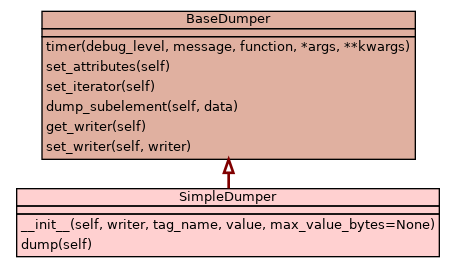 BaseDumper
timer(debug_level, message, function, *args, **kwargs)
set_attributes(self)
set_iterator(self)
dump_subelement(self, data)
get_writer(self)
set_writer(self, writer)
SimpleDumper
__init__(self, writer, tag_name, value, max_value_bytes=None)
dump(self)